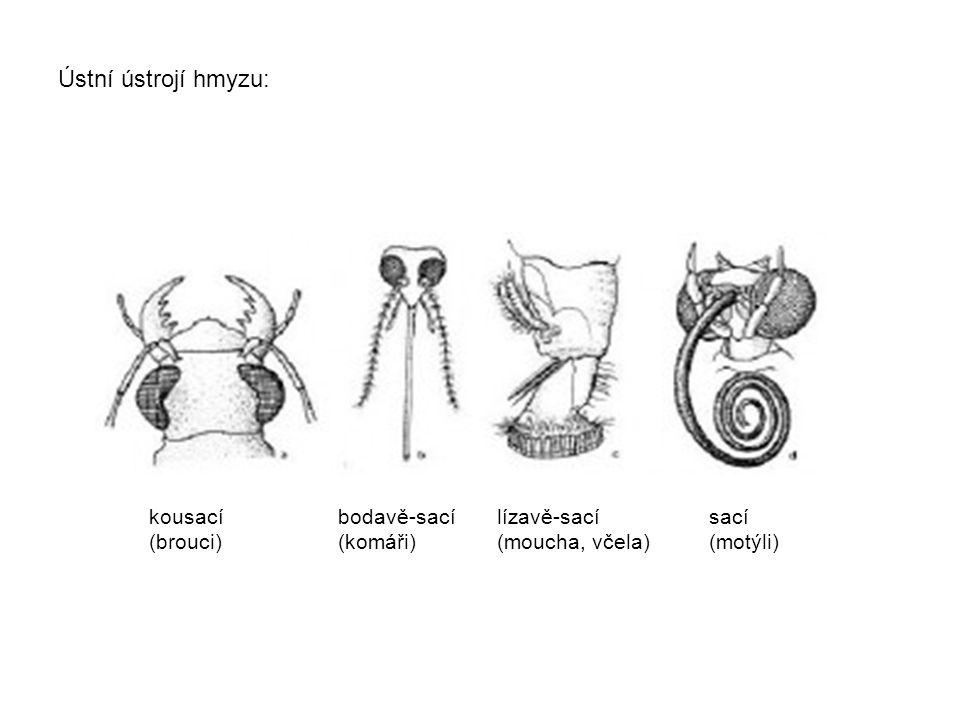 Ústní ústrojí hmyzu:
a b c d
kousací bodavě-sací lízavě-sací sací
(brouci) (komáři) (moucha, včela) (motýli)